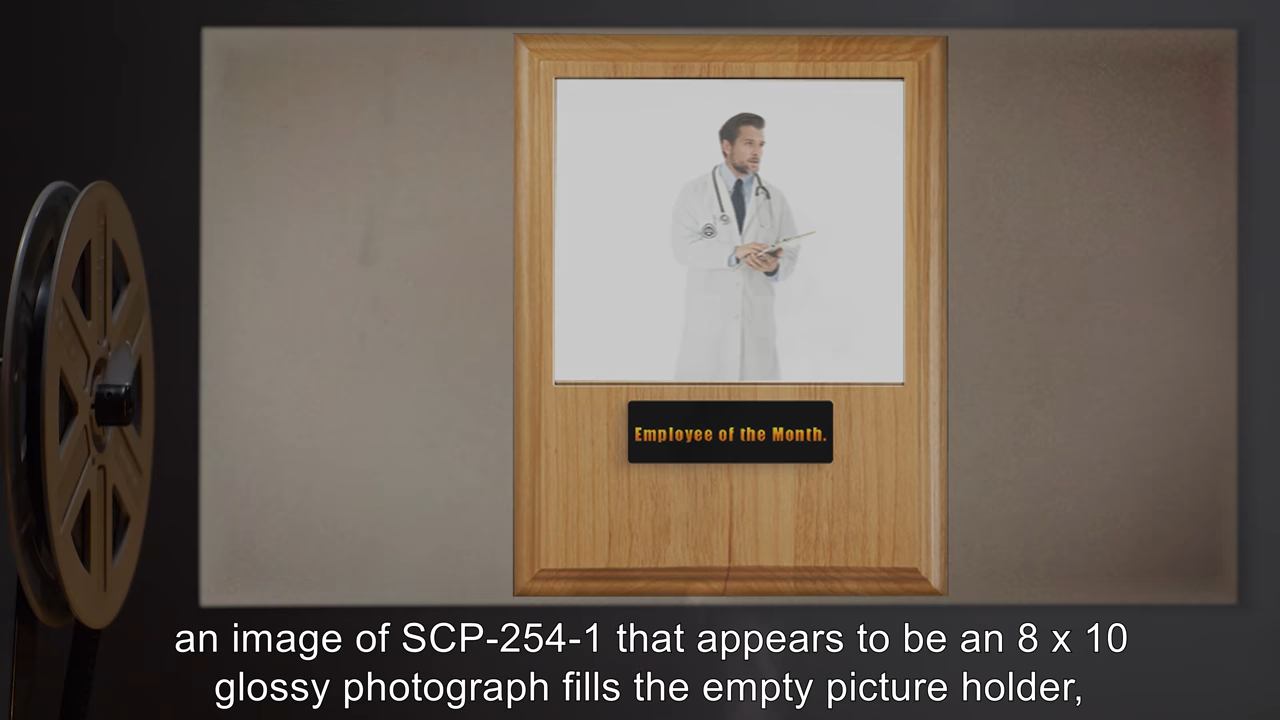 Employee of the Month.
an image of SCP-254-1 that appears to be an 8 x 10
glossy photograph fills the empty picture holder,